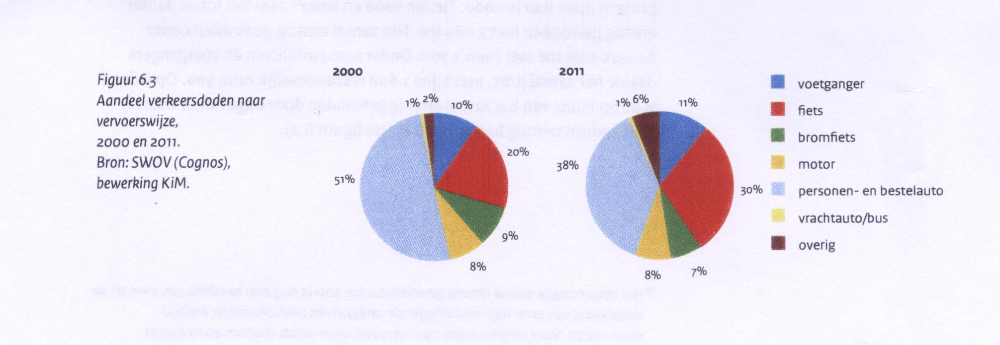 Figuur 6.3
Aandeel verkeersdoden naar
vervoerswijze,
2000 en 2011.
Bron: SWOV (Cognos),
bewerking KiM.
2000
1% 2% 10%
20%
51%
9%
8%
2011
1% 6% 11%
38%
30%
8% 7%
voetganger
fiets
bromfiets
motor
personen- en bestelauto
vrachtauto/bus
overig